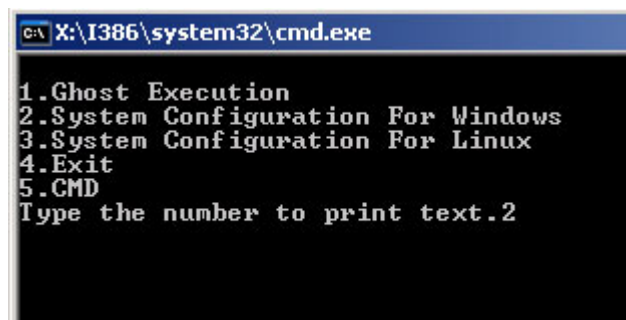 X:\I386\system32\cmd.exe
1.Ghost Execution
2.System Configuration For Windows
3.System Configuration For Linux
4.Exit
5.CMD
Type the number to print text.2